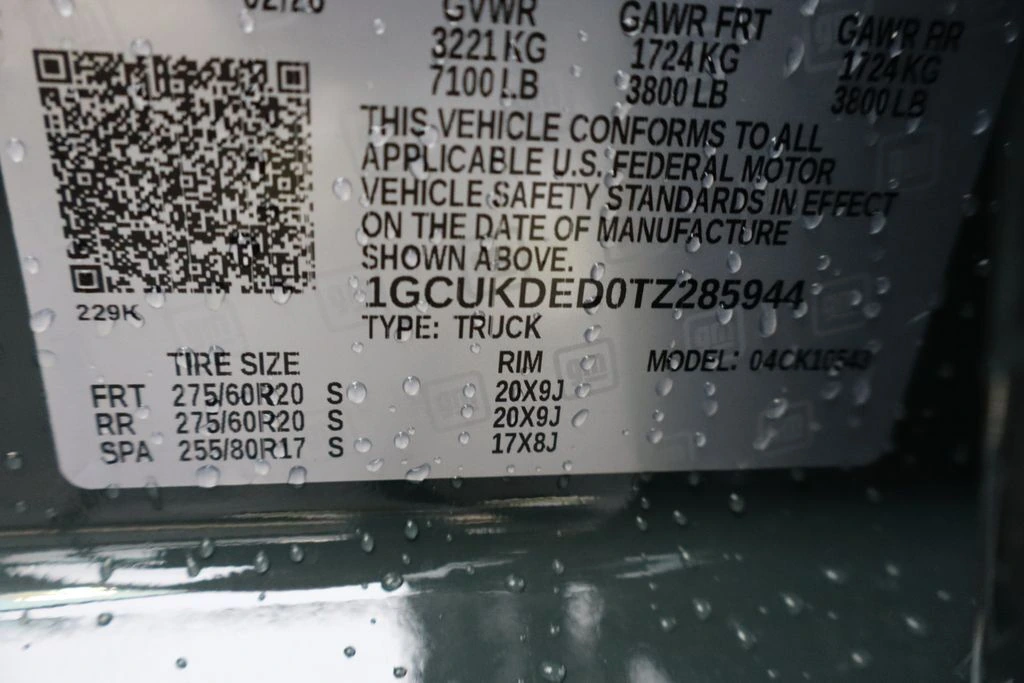 02/26
GVWR GAWR FRT GAWR RR
3221 KG 1724 KG 1724 KG
7100 LB 3800 LB 3800 LB
THIS VEHICLE CONFORMS TO ALL
APPLICABLE U.S. FEDERAL MOTOR
VEHICLE SAFETY STANDARDS IN EFFECT
ON THE DATE OF MANUFACTURE
SHOWN ABOVE.
1GCUKDED0TZ285944
229K
TYPE: TRUCK
TIRE SIZE RIM MODEL: 04CK10543
FRT 275/60R20 S 20X9J
RR 275/60R20 S 20X9J
SPA 255/80R17 S 17X8J